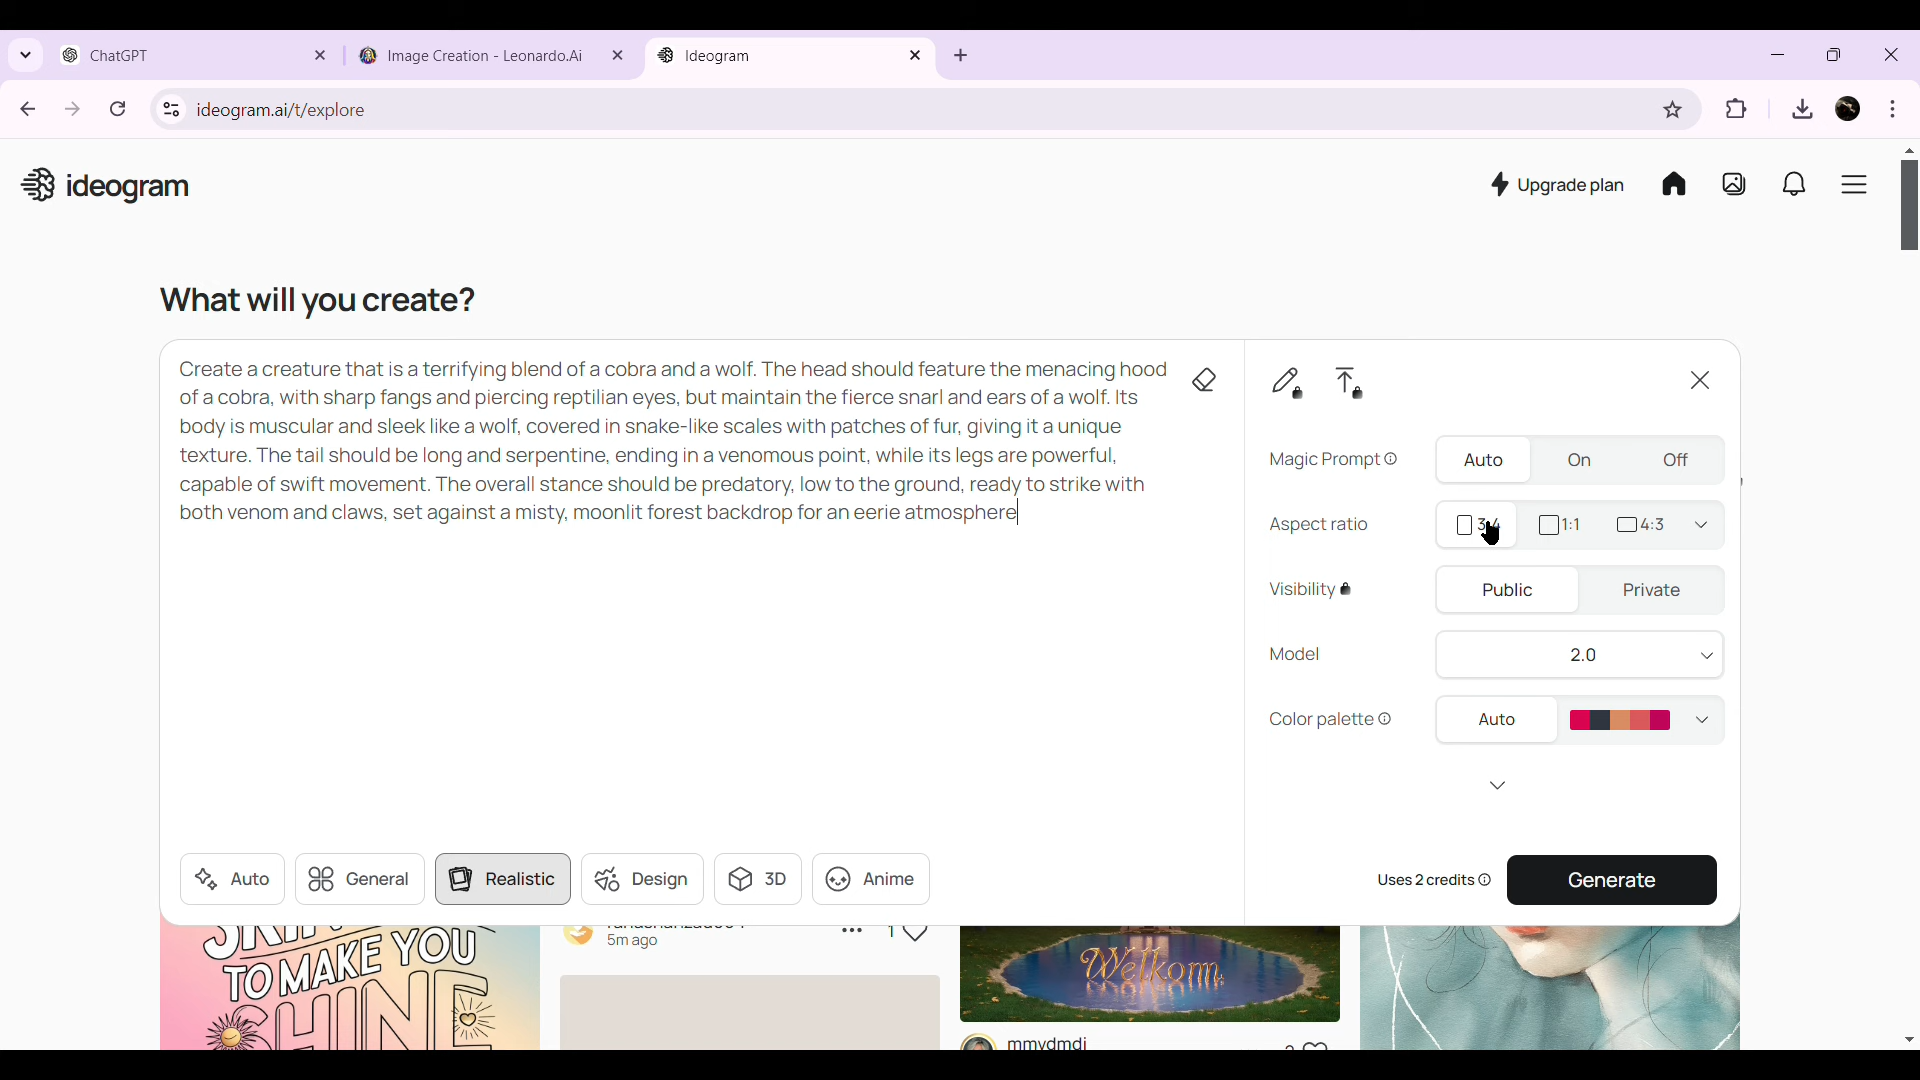 ChatGPT
Image Creation - Leonardo.Ai
Ideogram
ideogram.ai/t/explore
ideogram
Upgrade plan
What will you create?
Create a creature that is a terrifying blend of a cobra and a wolf. The head should feature the menacing hood
of a cobra, with sharp fangs and piercing reptilian eyes, but maintain the fierce snarl and ears of a wolf. Its
body is muscular and sleek like a wolf, covered in snake-like scales with patches of fur, giving it a unique
texture. The tail should be long and serpentine, ending in a venomous point, while its legs are powerful,
capable of swift movement. The overall stance should be predatory, low to the ground, ready to strike with
both venom and claws, set against a misty, moonlit forest backdrop for an eerie atmosphere
Magic Prompt
Auto
On
Off
Aspect ratio
3:4
1:1
4:3
Visibility
Public
Private
Model
2.0
Color palette
Auto
Auto
General
Realistic
Design
3D
Anime
Uses 2 credits
Generate
TO MAKE YOU
SHINE
5m ago
1
Welkom
mmvdmdi